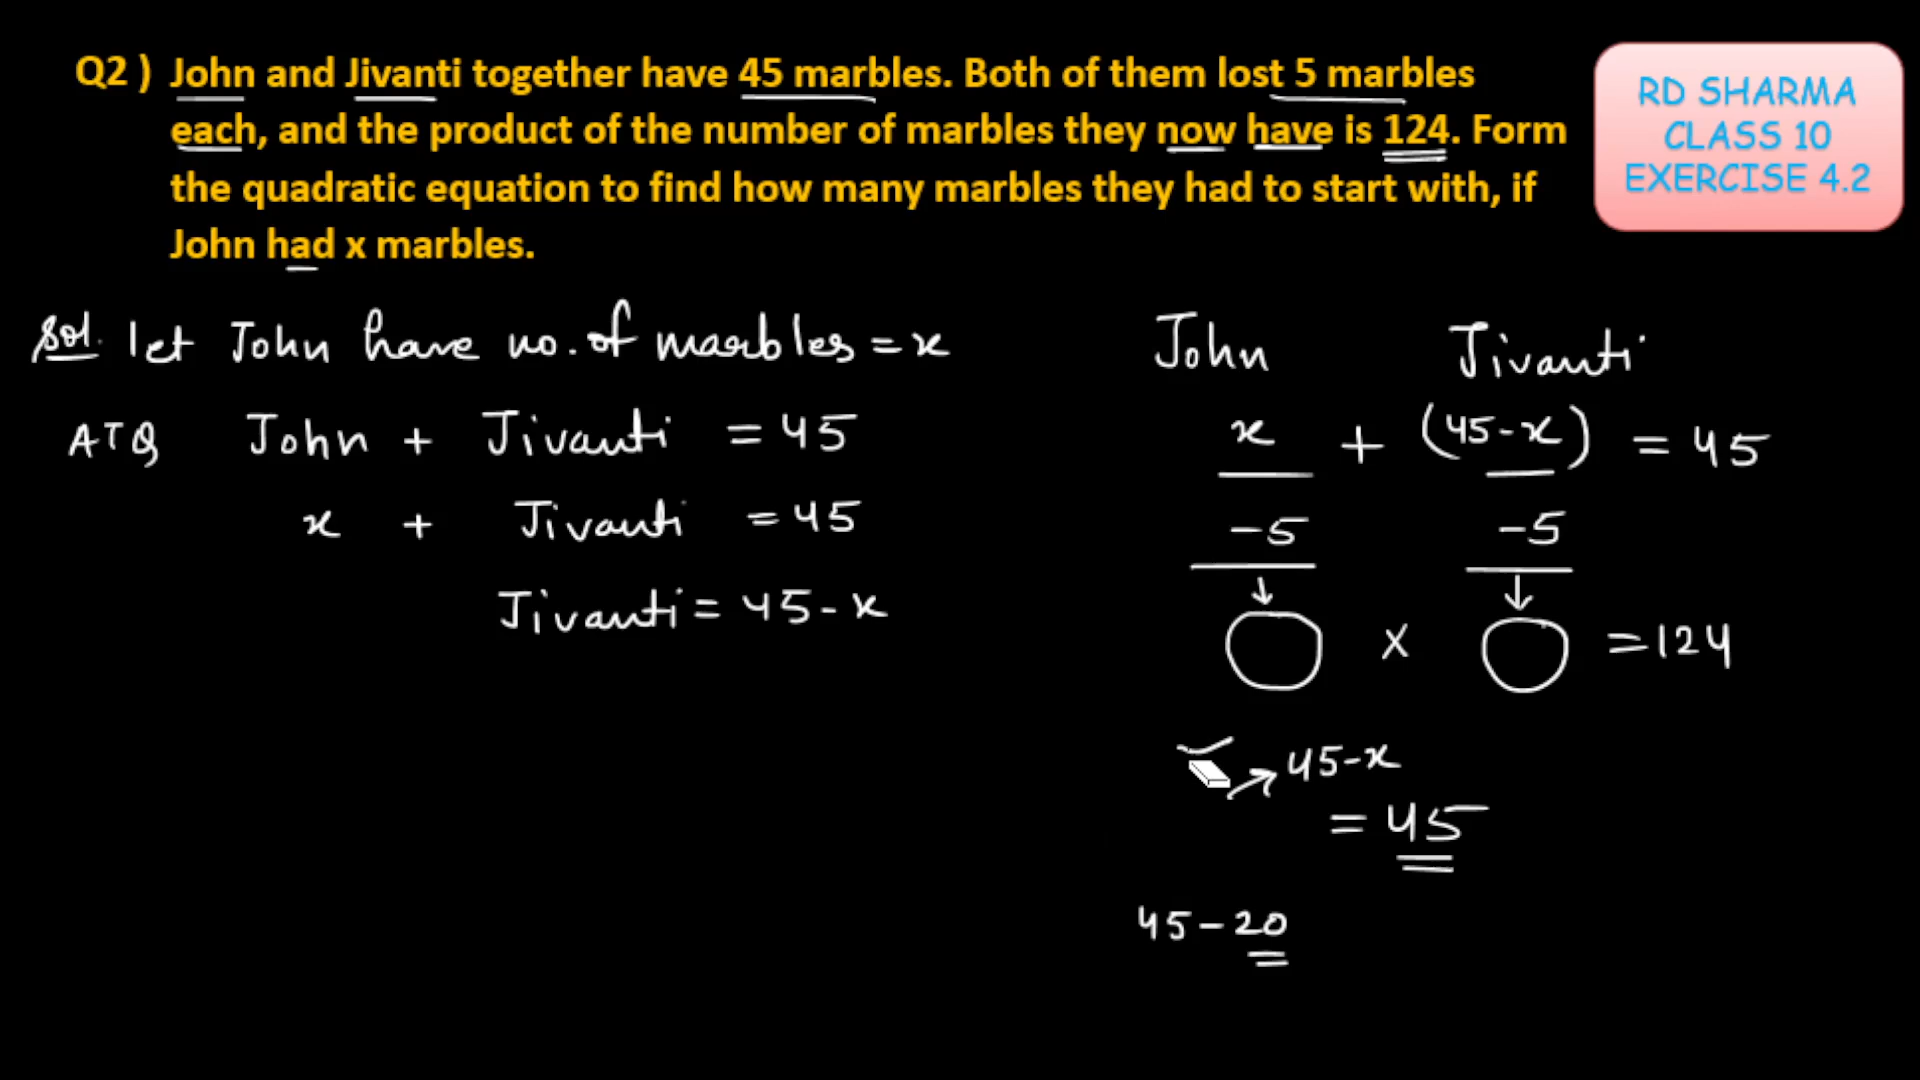 Q2 ) John and Jivanti together have 45 marbles. Both of them lost 5 marbles
each, and the product of the number of marbles they now have is 124. Form
the quadratic equation to find how many marbles they had to start with, if
John had x marbles.
RD SHARMA
CLASS 10
EXERCISE 4.2
Sol. let John have no. of marbles = x
ATQ John + Jivanti = 45
x + Jivanti = 45
Jivanti = 45 - x
John Jivanti
x + (45 - x) = 45
-5 -5
x = 124
45 - x
= 45
45 - 20